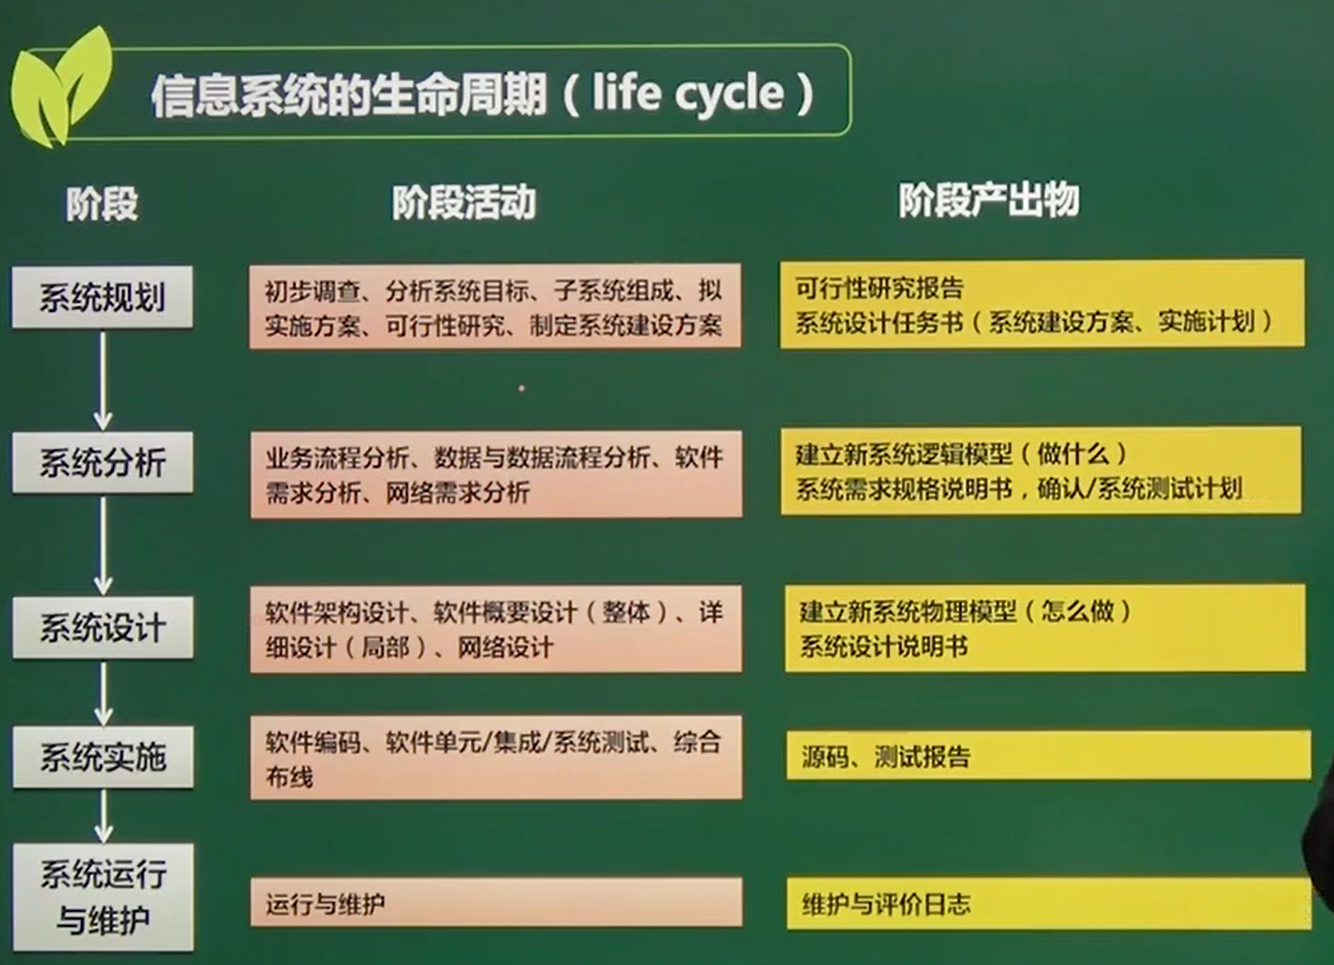 信息系统的生命周期（life cycle）
阶段
阶段活动
阶段产出物
系统规划
初步调查、分析系统目标、子系统组成、拟
实施方案、可行性研究、制定系统建设方案
可行性研究报告
系统设计任务书（系统建设方案、实施计划）
系统分析
业务流程分析、数据与数据流程分析、软件
需求分析、网络需求分析
建立新系统逻辑模型（做什么）
系统需求规格说明书，确认/系统测试计划
系统设计
软件架构设计、软件概要设计（整体）、详
细设计（局部）、网络设计
建立新系统物理模型（怎么做）
系统设计说明书
系统实施
软件编码、软件单元/集成/系统测试、综合
布线
源码、测试报告
系统运行
与维护
运行与维护
维护与评价日志